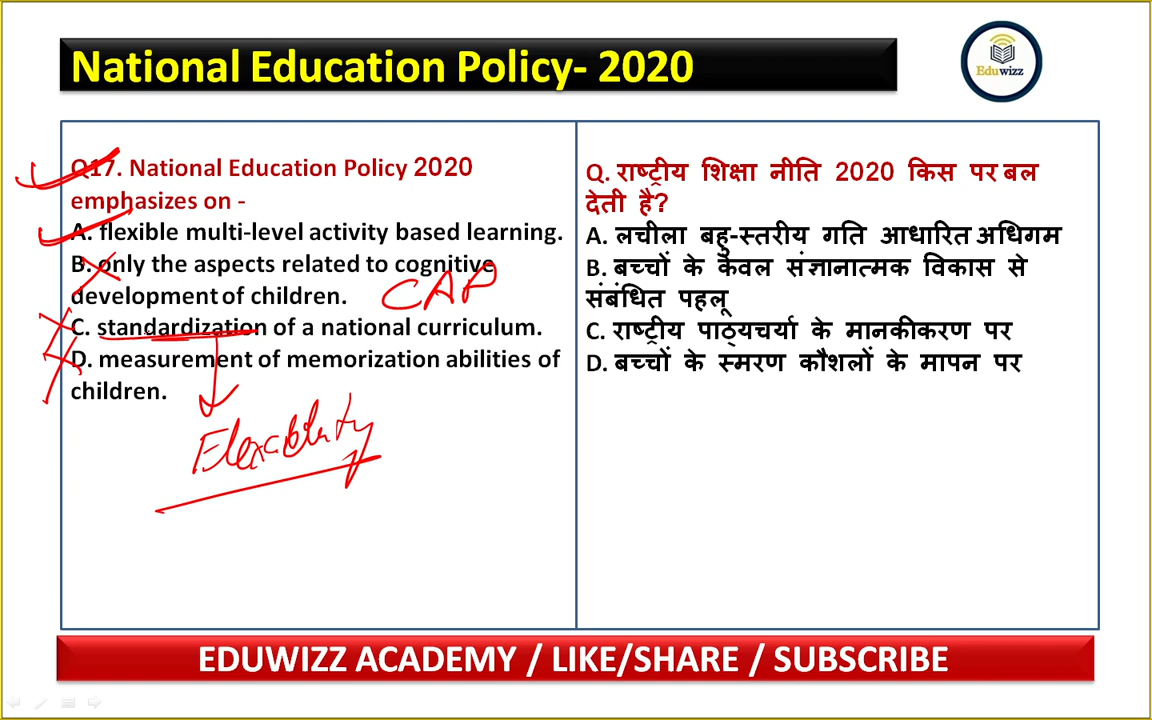 National Education Policy- 2020
Eduwizz
Q17. National Education Policy 2020
emphasizes on -
A. flexible multi-level activity based learning.
B. only the aspects related to cognitive
development of children.
CAP
C. standardization of a national curriculum.
D. measurement of memorization abilities of
children.
Q. राष्ट्रीय शिक्षा नीति 2020 किस पर बल
देती है?
A. लचीला बहु-स्तरीय गति आधारित अधिगम
B. बच्चों के केवल संज्ञानात्मक विकास से
संबंधित पहलू
C. राष्ट्रीय पाठ्यचर्या के मानकीकरण पर
D. बच्चों के स्मरण कौशलों के मापन पर
EDUWIZZ ACADEMY / LIKE/SHARE / SUBSCRIBE